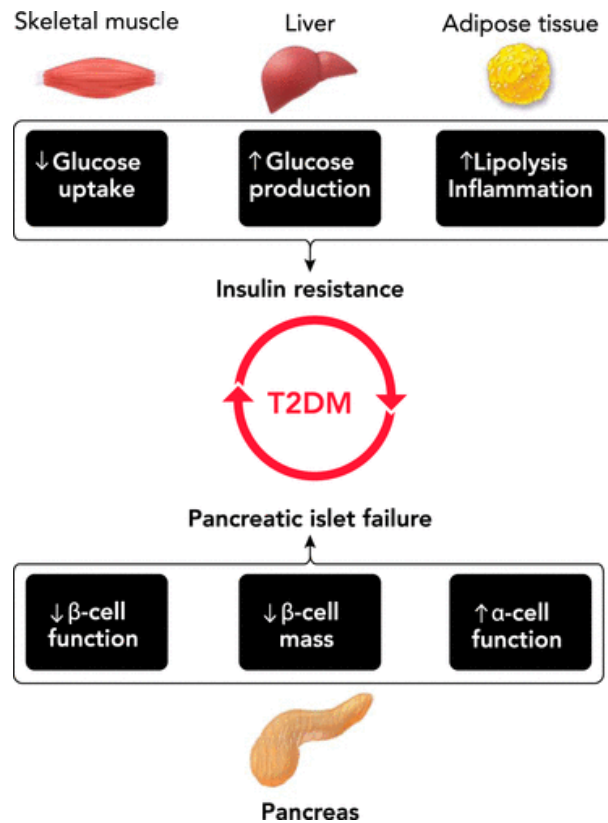 Skeletal muscle
Liver
Adipose tissue
↓Glucose
uptake
↑Glucose
production
↑Lipolysis
Inflammation
Insulin resistance
T2DM
Pancreatic islet failure
↓β-cell
function
↓β-cell
mass
↑α-cell
function
Pancreas